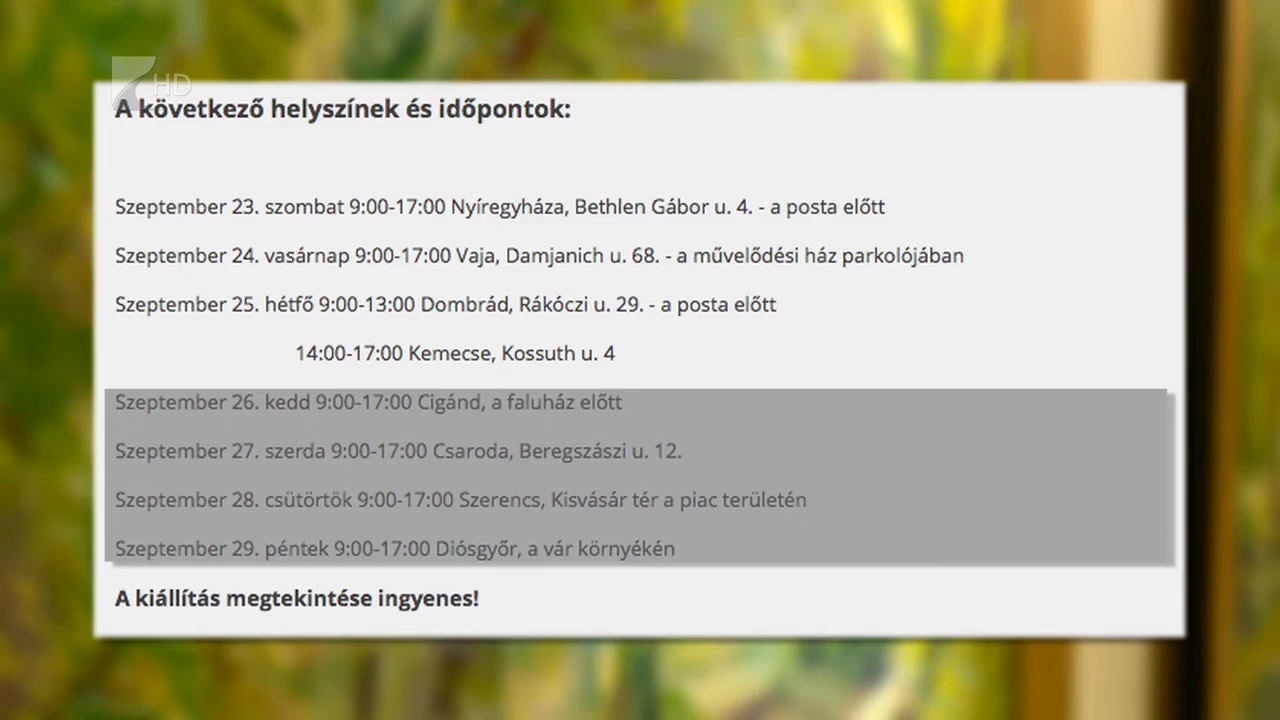 HD
A következő helyszínek és időpontok:
Szeptember 23. szombat 9:00-17:00 Nyíregyháza, Bethlen Gábor u. 4. - a posta előtt
Szeptember 24. vasárnap 9:00-17:00 Vaja, Damjanich u. 68. - a művelődési ház parkolójában
Szeptember 25. hétfő 9:00-13:00 Dombrád, Rákóczi u. 29. - a posta előtt
14:00-17:00 Kemecse, Kossuth u. 4
Szeptember 26. kedd 9:00-17:00 Cigánd, a faluház előtt
Szeptember 27. szerda 9:00-17:00 Csaroda, Beregszászi u. 12.
Szeptember 28. csütörtök 9:00-17:00 Szerencs, Kisvásár tér a piac területén
Szeptember 29. péntek 9:00-17:00 Diósgyőr, a vár környékén
A kiállítás megtekintése ingyenes!